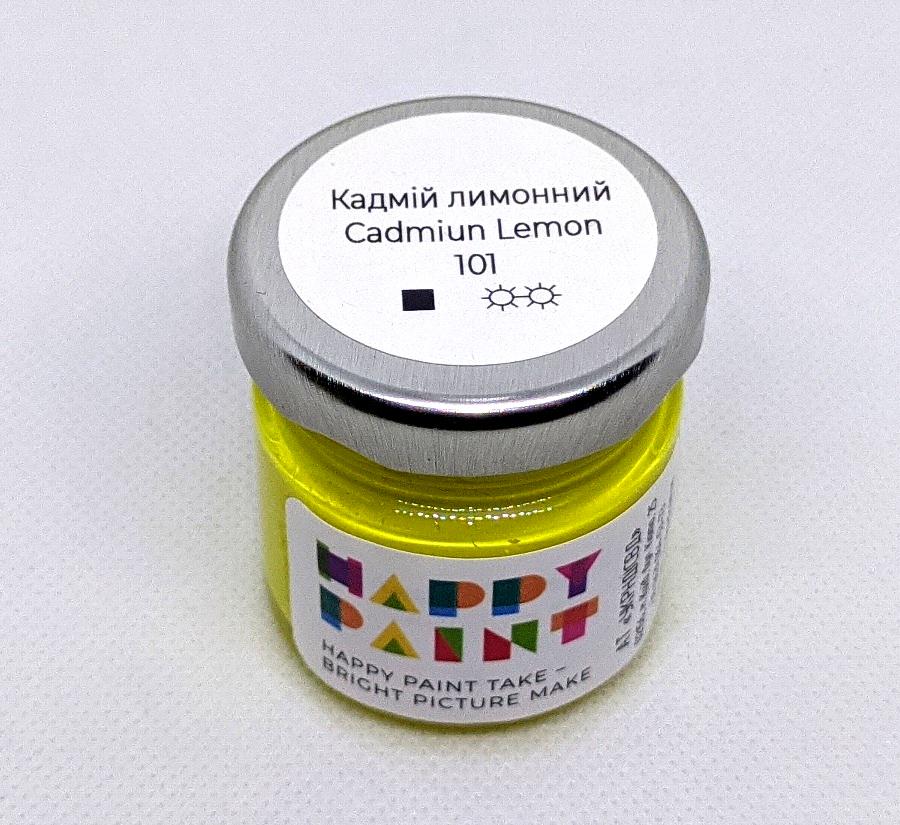 Кадмій лимонний
Cadmiun Lemon
101
HAPPY
PAINT
HAPPY PAINT TAKE –
BRIGHT PICTURE MAKE